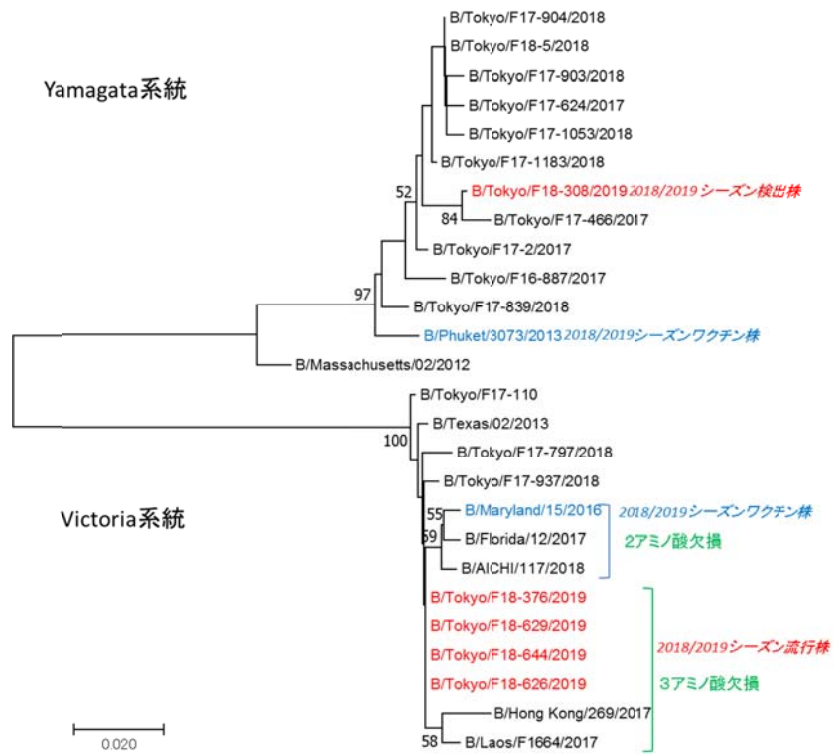 B/Tokyo/F17-904/2018
B/Tokyo/F18-5/2018
Yamagata系統
B/Tokyo/F17-903/2018
B/Tokyo/F17-624/2017
B/Tokyo/F17-1053/2018
B/Tokyo/F17-1183/2018
52
B/Tokyo/F18-308/2019 2018/2019 シーズン検出株
84
B/Tokyo/F17-466/2017
B/Tokyo/F17-2/2017
B/Tokyo/F16-887/2017
97
B/Tokyo/F17-839/2018
B/Phuket/3073/2013 2018/2019シーズンワクチン株
B/Massachusetts/02/2012
B/Tokyo/F17-110
B/Texas/02/2013
100
B/Tokyo/F17-797/2018
B/Tokyo/F17-937/2018
Victoria系統
55
B/Maryland/15/2016 2018/2019シーズンワクチン株
59
B/Florida/12/2017
2アミノ酸欠損
B/AICHI/117/2018
B/Tokyo/F18-376/2019
B/Tokyo/F18-629/2019
B/Tokyo/F18-644/2019
2018/2019シーズン流行株
B/Tokyo/F18-626/2019
3アミノ酸欠損
B/Hong Kong/269/2017
58
B/Laos/F1664/2017
0.020